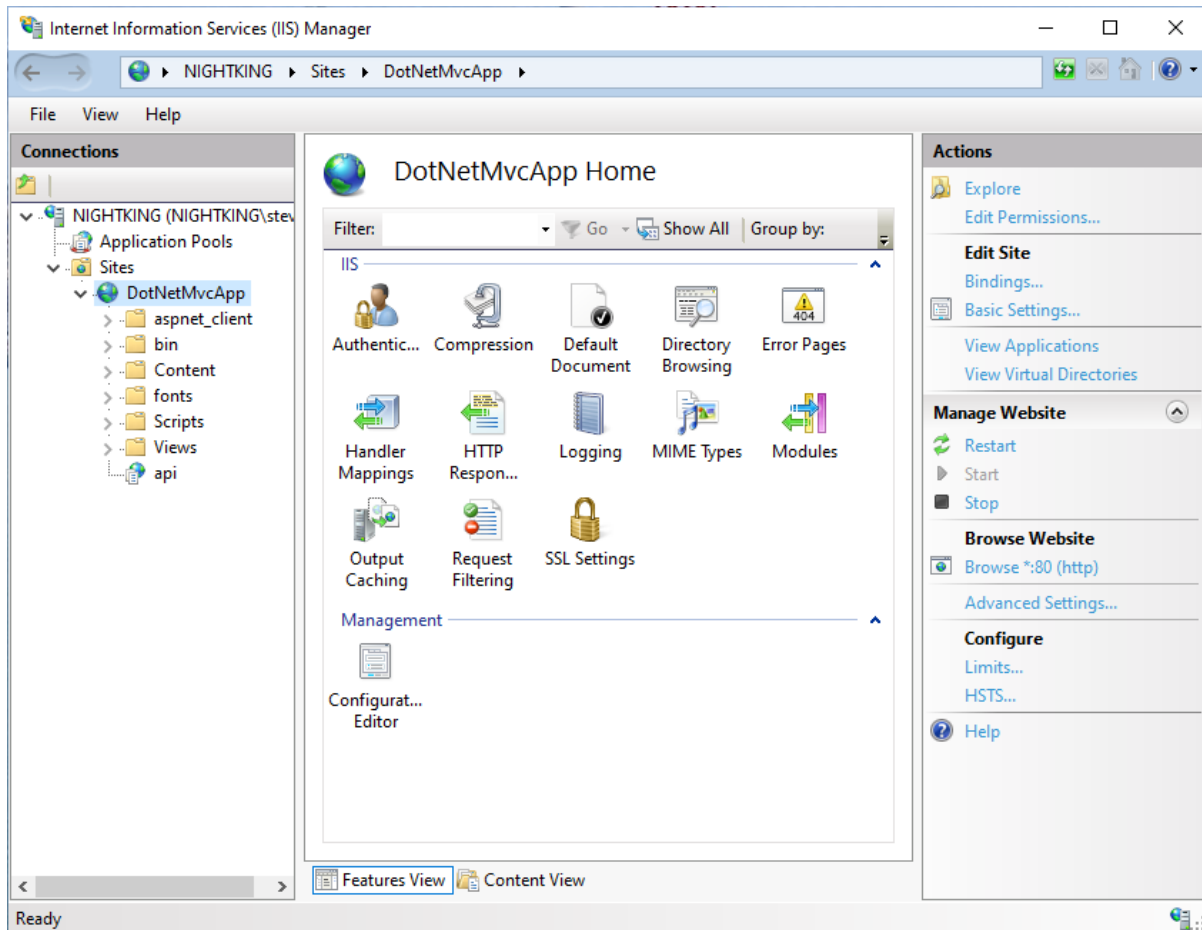 Internet Information Services (IIS) Manager
NIGHTKING Sites DotNetMvcApp
File View Help
Connections
NIGHTKING (NIGHTKING\stev
Application Pools
Sites
DotNetMvcApp
aspnet_client
bin
Content
fonts
Scripts
Views
api
DotNetMvcApp Home
Filter: Go Show All Group by:
IIS
Authentic... Compression Default Document Directory Browsing Error Pages
404
Handler Mappings HTTP Respon... Logging MIME Types Modules
Output Caching Request Filtering SSL Settings
Management
Configurat... Editor
Features View Content View
Actions
Explore
Edit Permissions...
Edit Site
Bindings...
Basic Settings...
View Applications
View Virtual Directories
Manage Website
Restart
Start
Stop
Browse Website
Browse *:80 (http)
Advanced Settings...
Configure
Limits...
HSTS...
Help
Ready